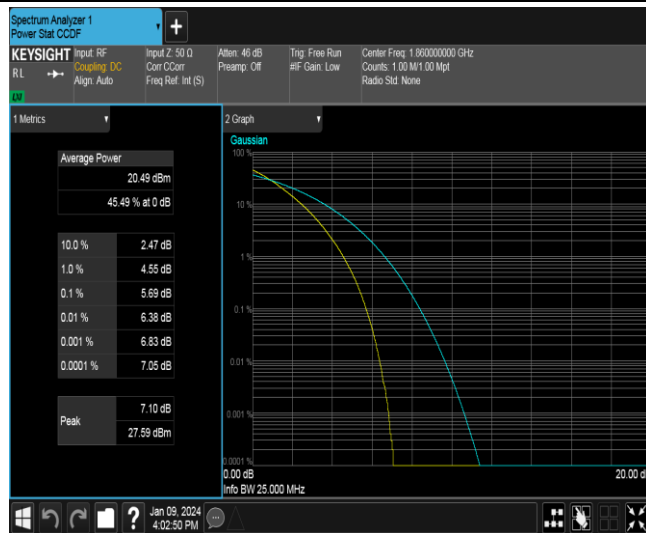 Spectrum Analyzer 1
Power Stat CCDF
KEYSIGHT
RL
Input: RF
Coupling: DC
Align: Auto
Input Z: 50 Ω
Corr CCorr
Freq Ref: Int (S)
Atten: 46 dB
Preamp: Off
Trig: Free Run
#IF Gain: Low
Center Freq: 1.860000000 GHz
Counts: 1.00 M/1.00 Mpt
Radio Std: None
1 Metrics
Average Power
20.49 dBm
45.49 % at 0 dB
10.0 % 2.47 dB
1.0 % 4.55 dB
0.1 % 5.69 dB
0.01 % 6.38 dB
0.001 % 6.83 dB
0.0001 % 7.05 dB
Peak 7.10 dB
27.59 dBm
2 Graph
Gaussian
100 %
10 %
1 %
0.1 %
0.01 %
0.001 %
0.0001 %
0.00 dB 20.00 d
Info BW 25.000 MHz
?
Jan 09, 2024
4:02:50 PM